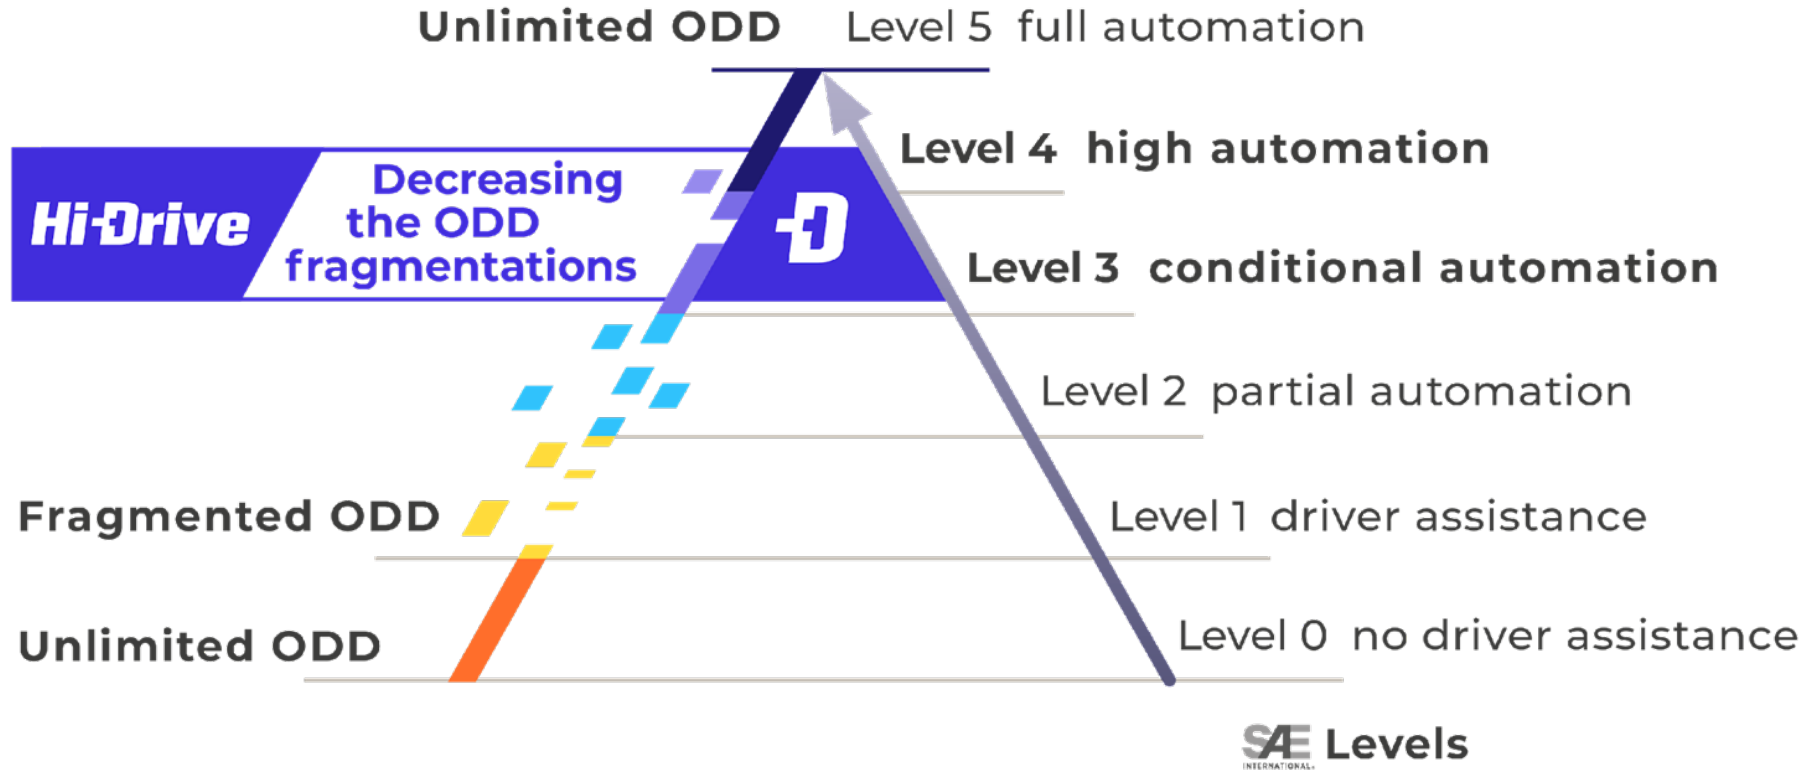 Unlimited ODD Level 5 full automation
Level 4 high automation
Hi-Drive
Decreasing
the ODD
fragmentations
D
Level 3 conditional automation
Level 2 partial automation
Fragmented ODD
Level 1 driver assistance
Unlimited ODD
Level 0 no driver assistance
SAE
INTERNATIONAL.
Levels